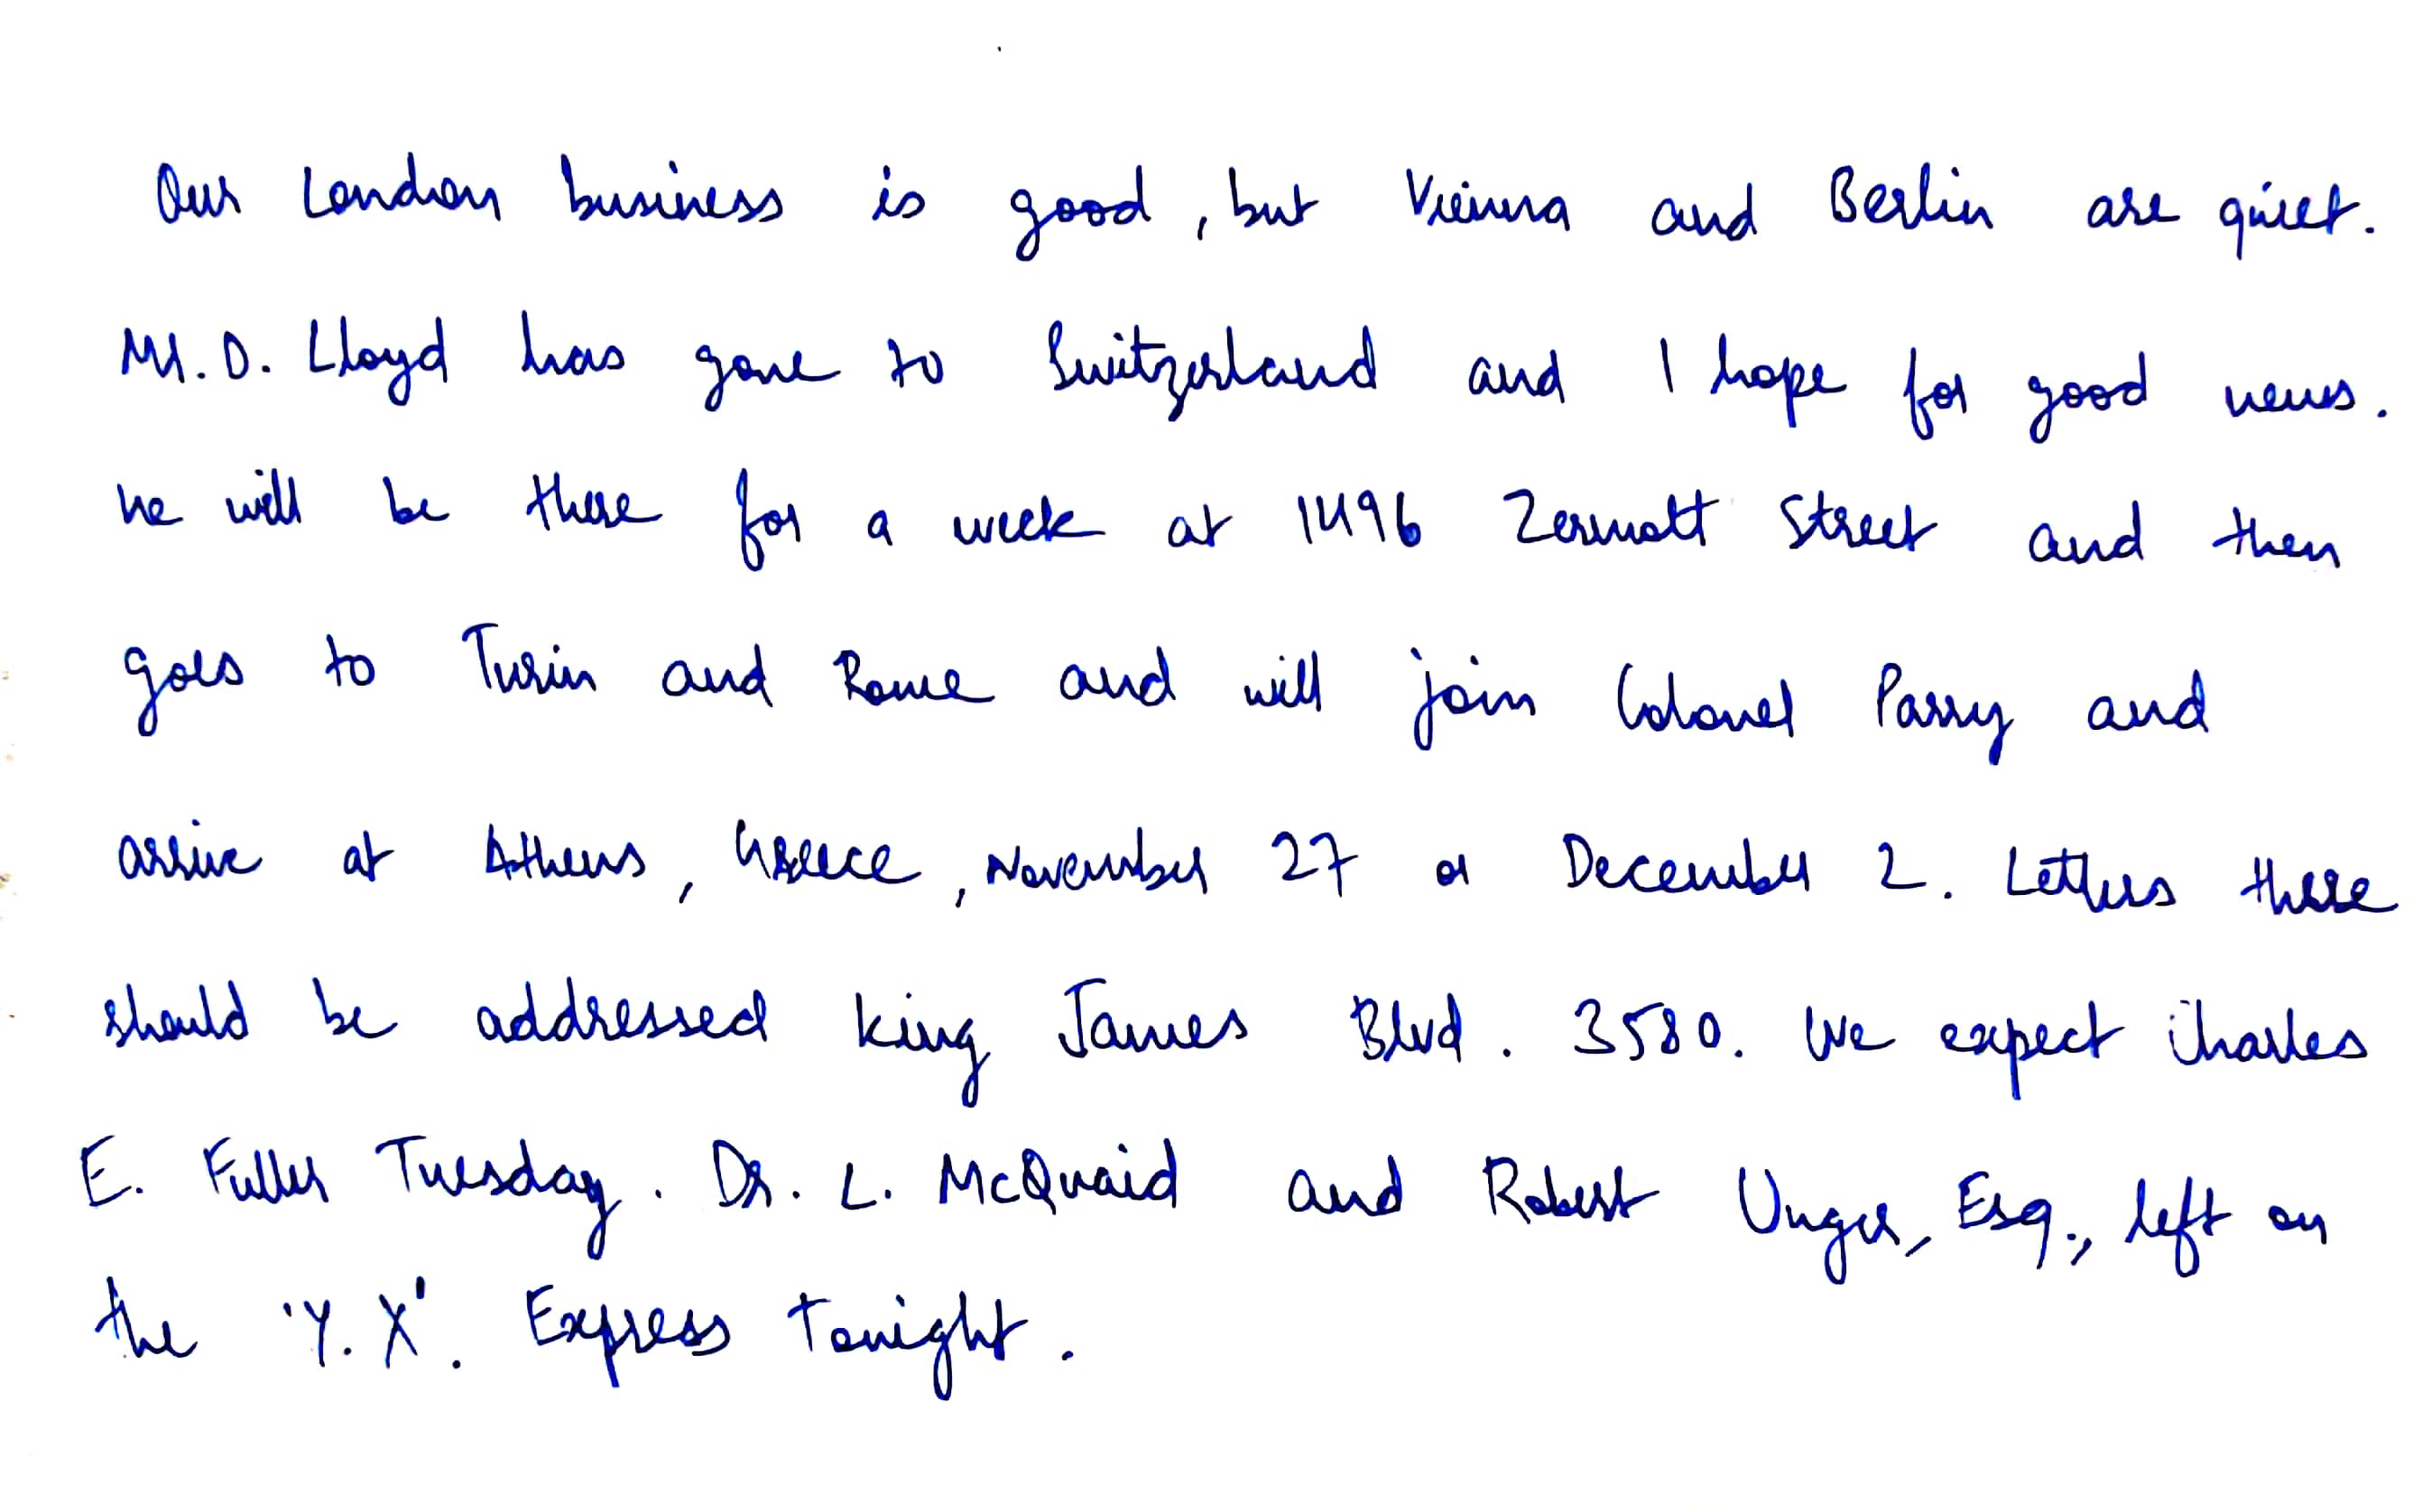 Our London business is good, but Vienna and Berlin are quiet.
Mr. D. Lloyd has gone to Switzerland and I hope for good news.
he will be there for a week at 1496 Zermatt Street and then
goes to Turin and Rome and will join Colonel Parry and
arrive at Athens, Greece, November 27 or December 2. Letters there
should be addressed King James Blvd. 3580. We expect Charles
E. Fuller Tuesday. Dr. L. McQuaid and Robert Unger, Esq., left on
the 'Y.X'. Express Tonight.